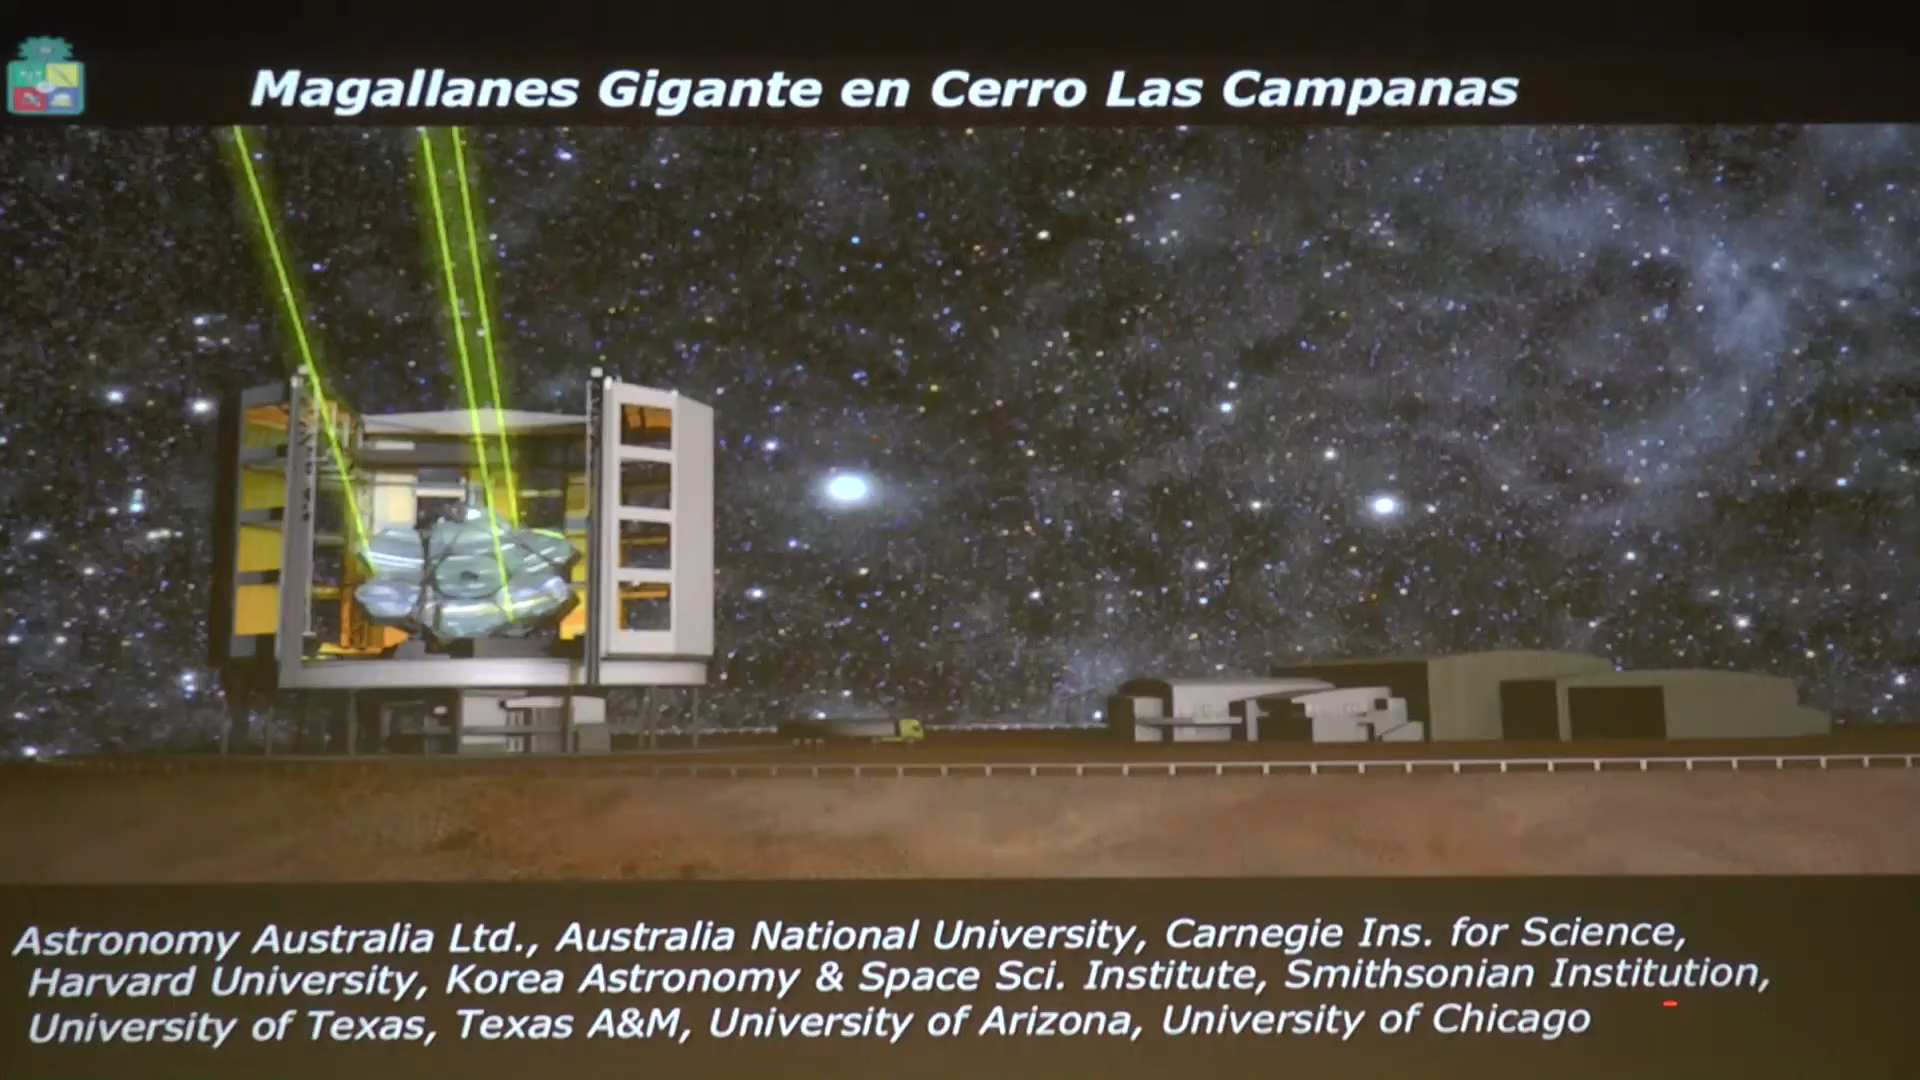 Magallanes Gigante en Cerro Las Campanas
Astronomy Australia Ltd., Australia National University, Carnegie Ins. for Science,
Harvard University, Korea Astronomy & Space Sci. Institute, Smithsonian Institution,
University of Texas, Texas A&M, University of Arizona, University of Chicago